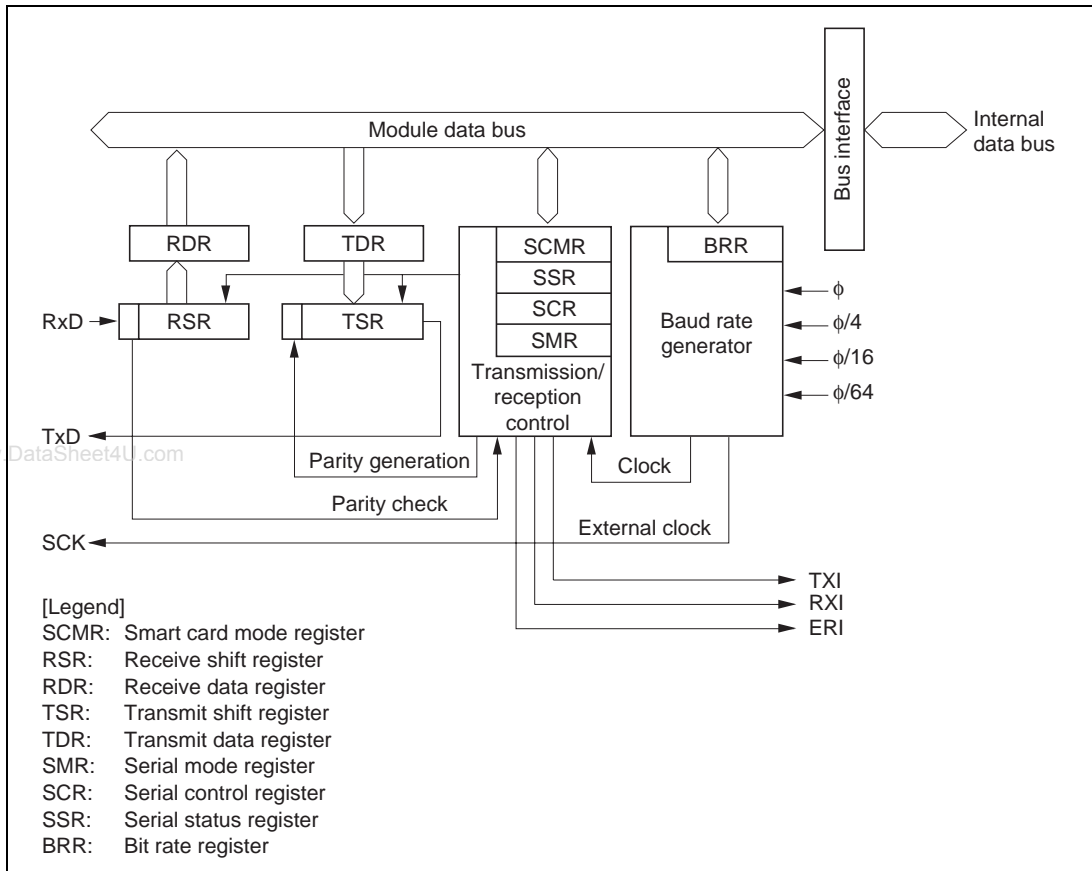 Module data bus
Bus interface
Internal
data bus
RDR
TDR
SCMR
SSR
SCR
SMR
Transmission/
reception
control
BRR
Baud rate
generator
φ
φ/4
φ/16
φ/64
RxD
RSR
TSR
TxD
Parity generation
Parity check
Clock
External clock
SCK
TXI
RXI
ERI
[Legend]
SCMR: Smart card mode register
RSR: Receive shift register
RDR: Receive data register
TSR: Transmit shift register
TDR: Transmit data register
SMR: Serial mode register
SCR: Serial control register
SSR: Serial status register
BRR: Bit rate register
.DataSheet4U.com